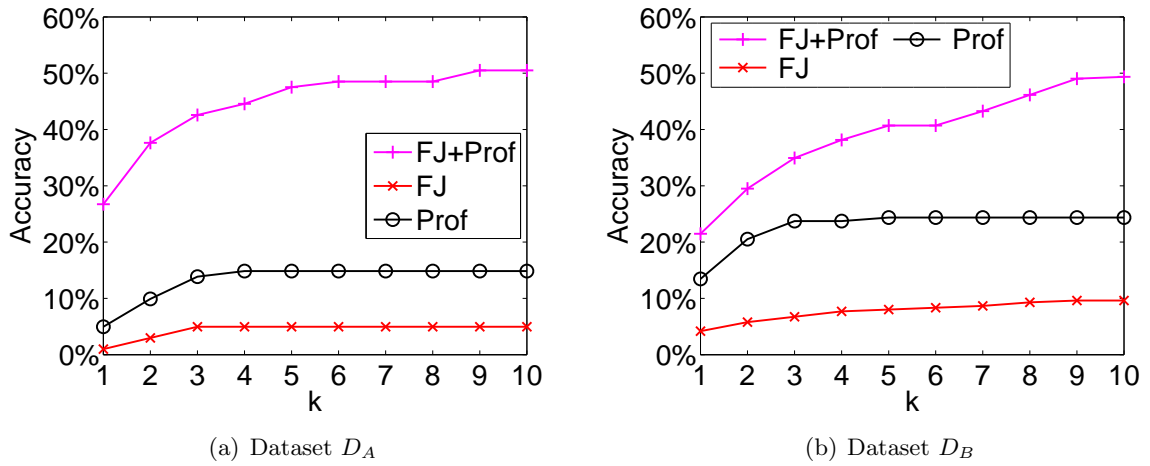 60%
50%
40%
30%
20%
10%
0%
Accuracy
FJ+Prof
FJ
Prof
1 2 3 4 5 6 7 8 9 10
k
(a) Dataset D_A
60%
50%
40%
30%
20%
10%
0%
Accuracy
FJ+Prof Prof
FJ
1 2 3 4 5 6 7 8 9 10
k
(b) Dataset D_B